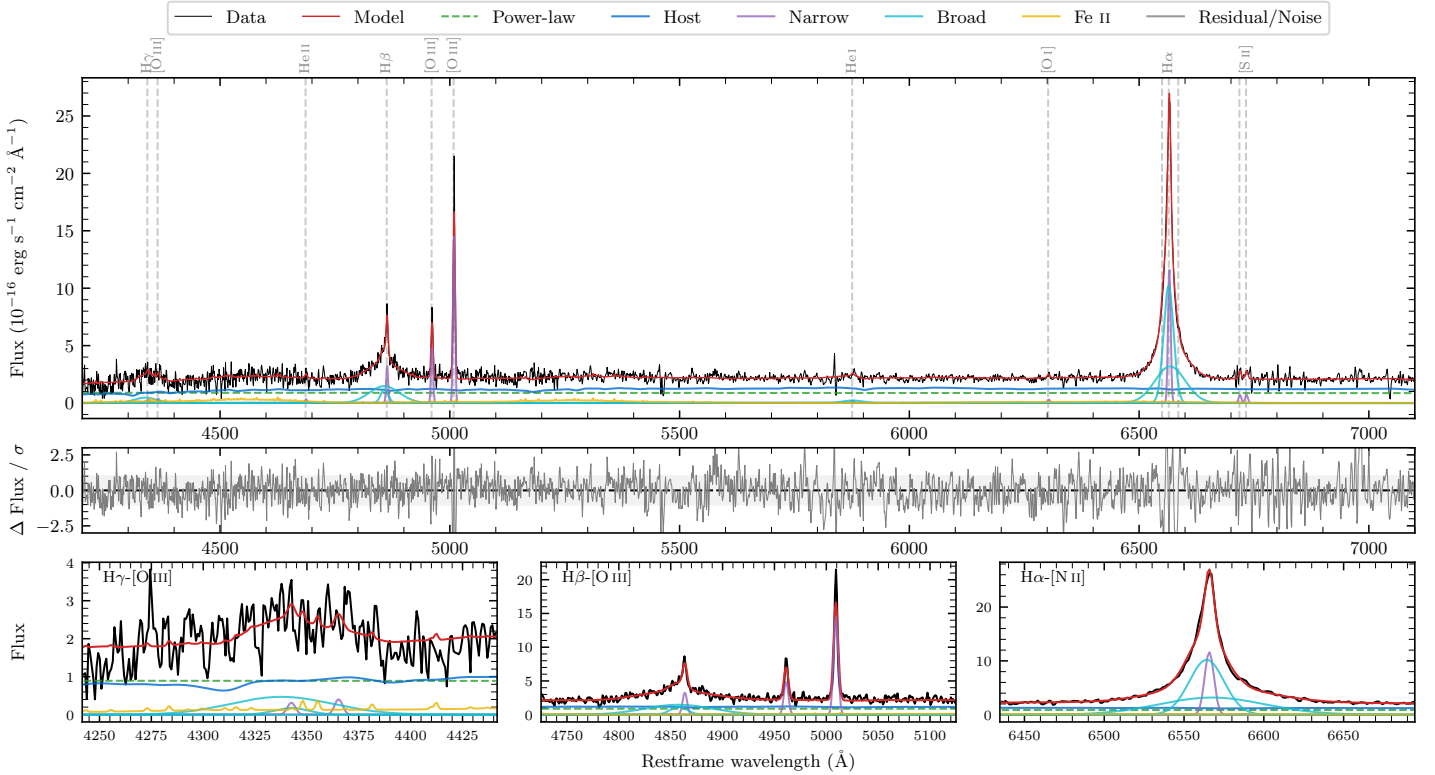 Data Model Power-law Host Narrow Broad Fe II Residual/Noise
Hγ [O III] He II Hβ [O III] [O III] He I [O I] Hα [S II]
Flux (10⁻¹⁶ erg s⁻¹ cm⁻² Å⁻¹)
25
20
15
10
5
0
4500 5000 5500 6000 6500 7000
Δ Flux / σ
2.5
0.0
−2.5
4500 5000 5500 6000 6500 7000
Flux
Hγ-[O III]
4
3
2
1
0
4250 4275 4300 4325 4350 4375 4400 4425
Hβ-[O III]
20
15
10
5
0
4750 4800 4850 4900 4950 5000 5050 5100
Hα-[N II]
20
10
0
6450 6500 6550 6600 6650
Restframe wavelength (Å)